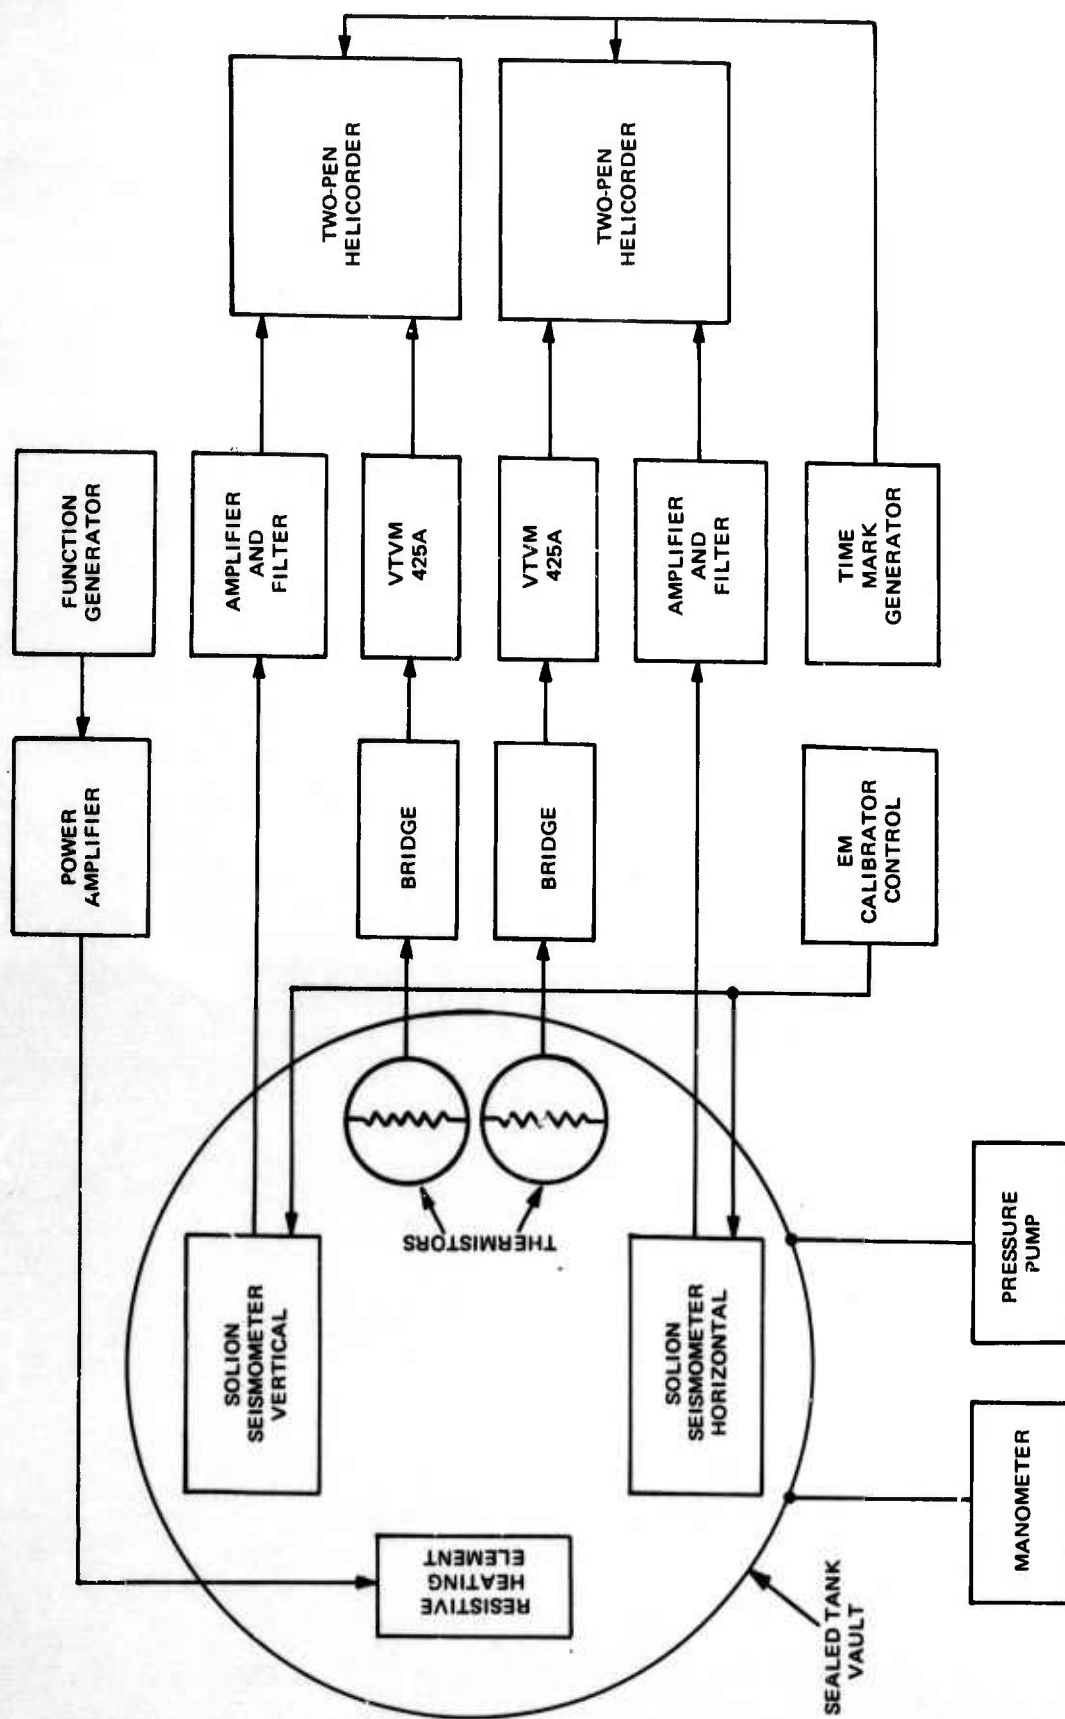 FUNCTION
GENERATOR
POWER
AMPLIFIER
TWO-PEN
HELICORDER
AMPLIFIER
AND
FILTER
SOLION
SEISMOMETER
VERTICAL
VTVM
425A
BRIDGE
THERMISTORS
RESISTIVE
HEATING
ELEMENT
TWO-PEN
HELICORDER
VTVM
425A
BRIDGE
AMPLIFIER
AND
FILTER
SOLION
SEISMOMETER
HORIZONTAL
TIME
MARK
GENERATOR
EM
CALIBRATOR
CONTROL
SEALED TANK
VAULT
PRESSURE
PUMP
MANOMETER